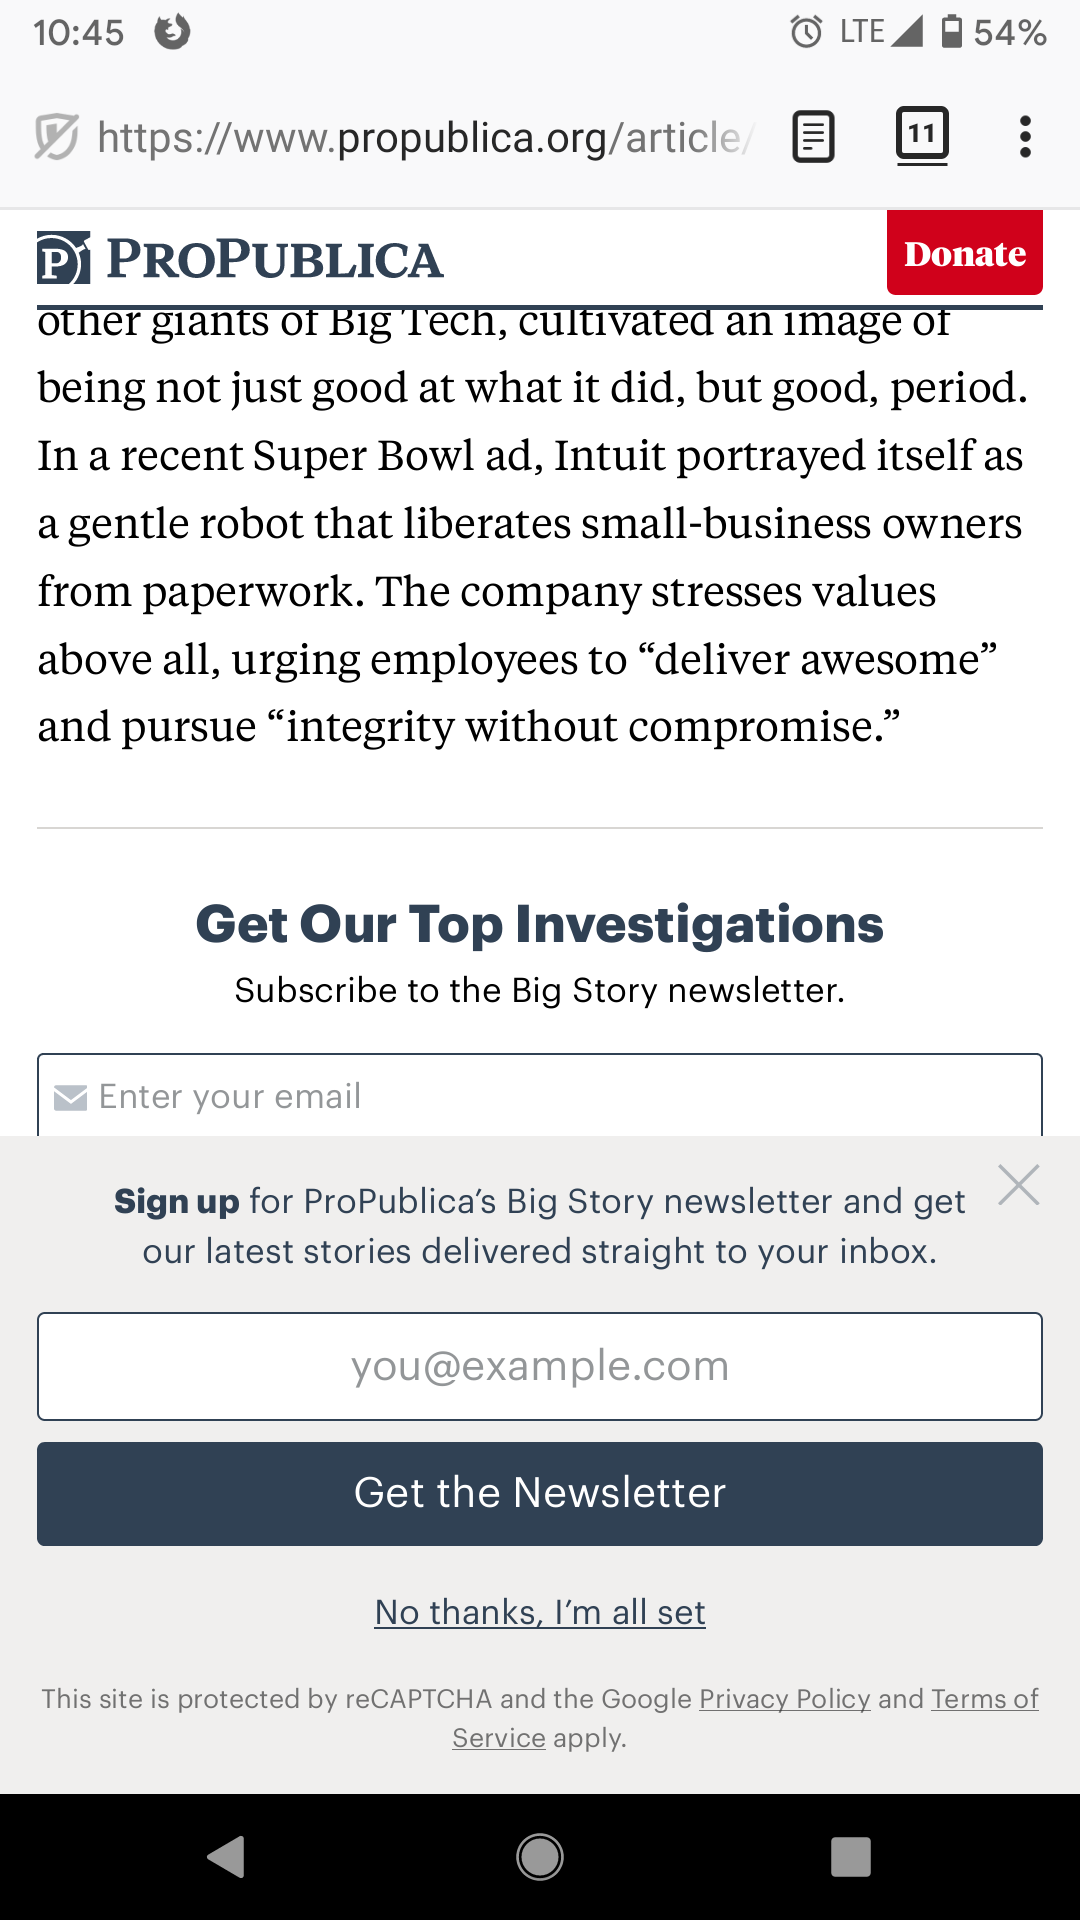 10:45 LTE 54%
https://www.propublica.org/article/ 11
P PROPUBLICA Donate
other giants of Big Tech, cultivated an image of
being not just good at what it did, but good, period.
In a recent Super Bowl ad, Intuit portrayed itself as
a gentle robot that liberates small-business owners
from paperwork. The company stresses values
above all, urging employees to “deliver awesome”
and pursue “integrity without compromise.”
Get Our Top Investigations
Subscribe to the Big Story newsletter.
Enter your email
Sign up for ProPublica’s Big Story newsletter and get
our latest stories delivered straight to your inbox.
you@example.com
Get the Newsletter
No thanks, I’m all set
This site is protected by reCAPTCHA and the Google Privacy Policy and Terms of
Service apply.